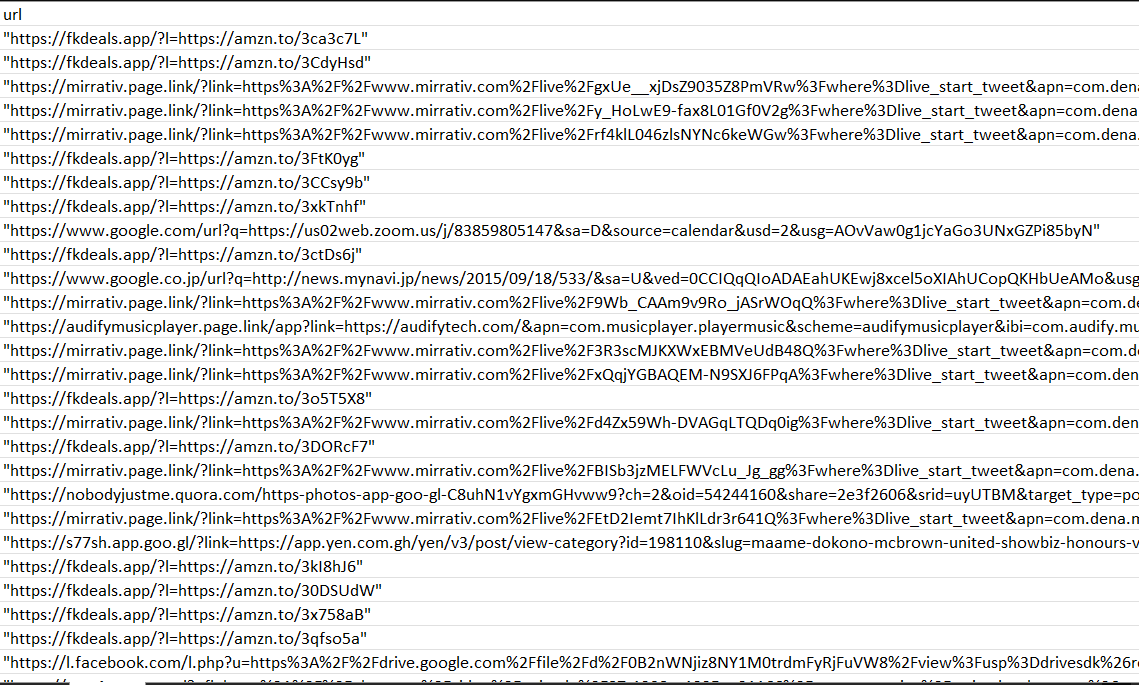 url
"https://fkdeals.app/?l=https://amzn.to/3ca3c7L"
"https://fkdeals.app/?l=https://amzn.to/3CdyHsd"
"https://mirrativ.page.link/?link=https%3A%2F%2Fwww.mirrativ.com%2Flive%2FgxUe__xjDsZ9035Z8PmVRw%3Fwhere%3Dlive_start_tweet&apn=com.dena
"https://mirrativ.page.link/?link=https%3A%2F%2Fwww.mirrativ.com%2Flive%2Fy_HoLwE9-fax8L01Gf0V2g%3Fwhere%3Dlive_start_tweet&apn=com.dena
"https://mirrativ.page.link/?link=https%3A%2F%2Fwww.mirrativ.com%2Flive%2Frf4klL046zlsNYNc6keWGw%3Fwhere%3Dlive_start_tweet&apn=com.dena.
"https://fkdeals.app/?l=https://amzn.to/3FtK0yg"
"https://fkdeals.app/?l=https://amzn.to/3CCsy9b"
"https://fkdeals.app/?l=https://amzn.to/3xkTnhf"
"https://www.google.com/url?q=https://us02web.zoom.us/j/83859805147&sa=D&source=calendar&usd=2&usg=AOvVaw0g1jcYaGo3UNxGZPi85byN"
"https://fkdeals.app/?l=https://amzn.to/3ctDs6j"
"https://www.google.co.jp/url?q=http://news.mynavi.jp/news/2015/09/18/533/&sa=U&ved=0CCIQqQIoADAEahUKEwj8xcel5oXIAhUCopQKHbUeAMo&usg
"https://mirrativ.page.link/?link=https%3A%2F%2Fwww.mirrativ.com%2Flive%2F9Wb_CAAm9v9Ro_jASrWOqQ%3Fwhere%3Dlive_start_tweet&apn=com.de
"https://audifymusicplayer.page.link/app?link=https://audifytech.com/&apn=com.musicplayer.playermusic&scheme=audifymusicplayer&ibi=com.audify.mu
"https://mirrativ.page.link/?link=https%3A%2F%2Fwww.mirrativ.com%2Flive%2F3R3scMJKXWxEBMVeUdB48Q%3Fwhere%3Dlive_start_tweet&apn=com.d
"https://mirrativ.page.link/?link=https%3A%2F%2Fwww.mirrativ.com%2Flive%2FxQqjYGBAQEM-N9SXJ6FPqA%3Fwhere%3Dlive_start_tweet&apn=com.den
"https://fkdeals.app/?l=https://amzn.to/3o5T5X8"
"https://mirrativ.page.link/?link=https%3A%2F%2Fwww.mirrativ.com%2Flive%2Fd4Zx59Wh-DVAGqLTQDq0ig%3Fwhere%3Dlive_start_tweet&apn=com.den
"https://fkdeals.app/?l=https://amzn.to/3DORcF7"
"https://mirrativ.page.link/?link=https%3A%2F%2Fwww.mirrativ.com%2Flive%2FBISb3jzMELFWVcLu_Jg_gg%3Fwhere%3Dlive_start_tweet&apn=com.dena.
"https://nobodyjustme.quora.com/https-photos-app-goo-gl-C8uhN1vYgxmGHvww9?ch=2&oid=54244160&share=2e3f2606&srid=uyUTBM&target_type=po
"https://mirrativ.page.link/?link=https%3A%2F%2Fwww.mirrativ.com%2Flive%2FEtD2Iemt7IhKlLdr3r641Q%3Fwhere%3Dlive_start_tweet&apn=com.dena.n
"https://s77sh.app.goo.gl/?link=https://app.yen.com.gh/yen/v3/post/view-category?id=198110&slug=maame-dokono-mcbrown-united-showbiz-honours-v
"https://fkdeals.app/?l=https://amzn.to/3kI8hJ6"
"https://fkdeals.app/?l=https://amzn.to/30DSUdW"
"https://fkdeals.app/?l=https://amzn.to/3x758aB"
"https://fkdeals.app/?l=https://amzn.to/3qfso5a"
"https://l.facebook.com/l.php?u=https%3A%2F%2Fdrive.google.com%2Ffile%2Fd%2F0B2nWNjiz8NY1M0trdmFyRjFuVW8%2Fview%3Fusp%3Ddrivesdk%26r